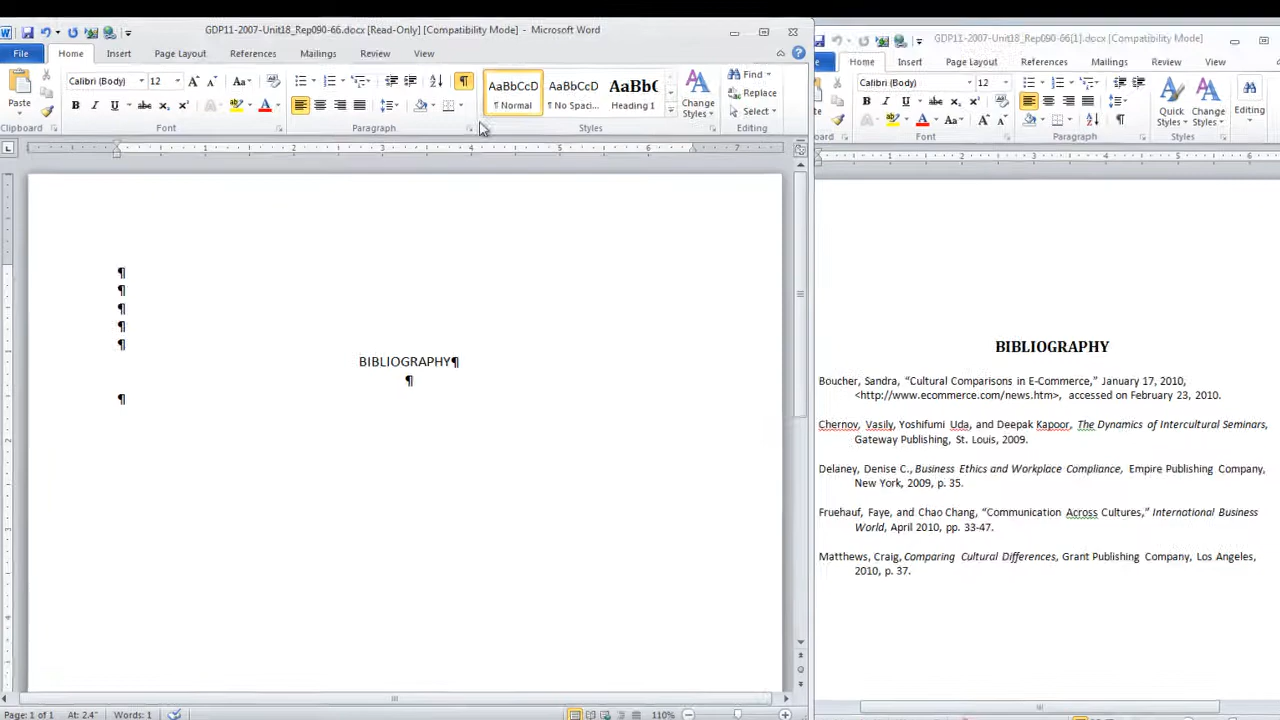 GDP11-2007-Unit18_Rep090-66.docx [Read-Only] [Compatibility Mode] - Microsoft Word
File Home Insert Page Layout References Mailings Review View
Calibri (Body) 12
Paste
AaBbCcD AaBbCcD AaBbC
¶ Normal ¶ No Spaci... Heading 1
Change Styles
Find
Replace
Select
Clipboard Font Paragraph Styles Editing
BIBLIOGRAPHY¶
Page: 1 of 1 At: 2.4" Words: 1 110%
GDP11-2007-Unit18_Rep090-66[1].docx [Compatibility Mode]
Home Insert Page Layout References Mailings Review View
Calibri (Body) 12
Quick Styles
Change Styles
Editing
Font Paragraph Styles
BIBLIOGRAPHY
Boucher, Sandra, “Cultural Comparisons in E-Commerce,” January 17, 2010,
<http://www.ecommerce.com/news.htm>, accessed on February 23, 2010.
Chernov, Vasily, Yoshifumi Uda, and Deepak Kapoor, The Dynamics of Intercultural Seminars,
Gateway Publishing, St. Louis, 2009.
Delaney, Denise C., Business Ethics and Workplace Compliance, Empire Publishing Company,
New York, 2009, p. 35.
Fruehauf, Faye, and Chao Chang, “Communication Across Cultures,” International Business
World, April 2010, pp. 33-47.
Matthews, Craig, Comparing Cultural Differences, Grant Publishing Company, Los Angeles,
2010, p. 37.